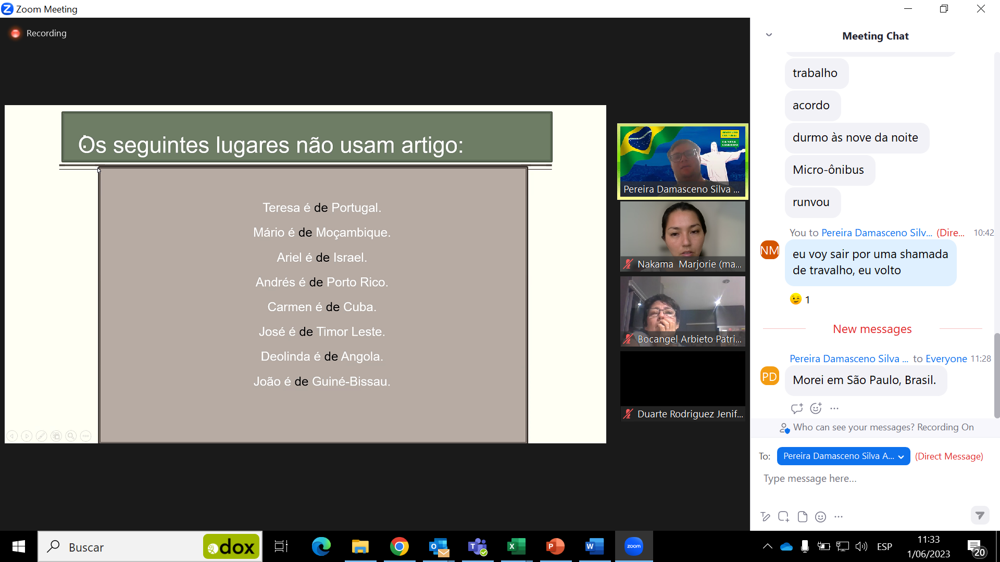 Zoom Meeting
Recording
Os seguintes lugares não usam artigo:
Teresa é de Portugal.
Mário é de Moçambique.
Ariel é de Israel.
Andrés é de Porto Rico.
Carmen é de Cuba.
José é de Timor Leste.
Deolinda é de Angola.
João é de Guiné-Bissau.
INSTITUTO
CULTURAL
Pereira Damasceno Silva ...
Nakama Marjorie (ma...
Bocangel Arbieto Patri...
Duarte Rodriguez Jenif...
Meeting Chat
trabalho
acordo
durmo às nove da noite
Micro-ônibus
runvou
You to Pereira Damasceno Silv... (Dire... 10:42
NM
eu voy sair por uma shamada
de travalho, eu volto
1
New messages
Pereira Damasceno Silva ... to Everyone 11:28
PD
Morei em São Paulo, Brasil.
Who can see your messages? Recording On
To: Pereira Damasceno Silva A... (Direct Message)
Type message here...
Buscar
dox
zoom
ESP
11:33
1/06/2023
20